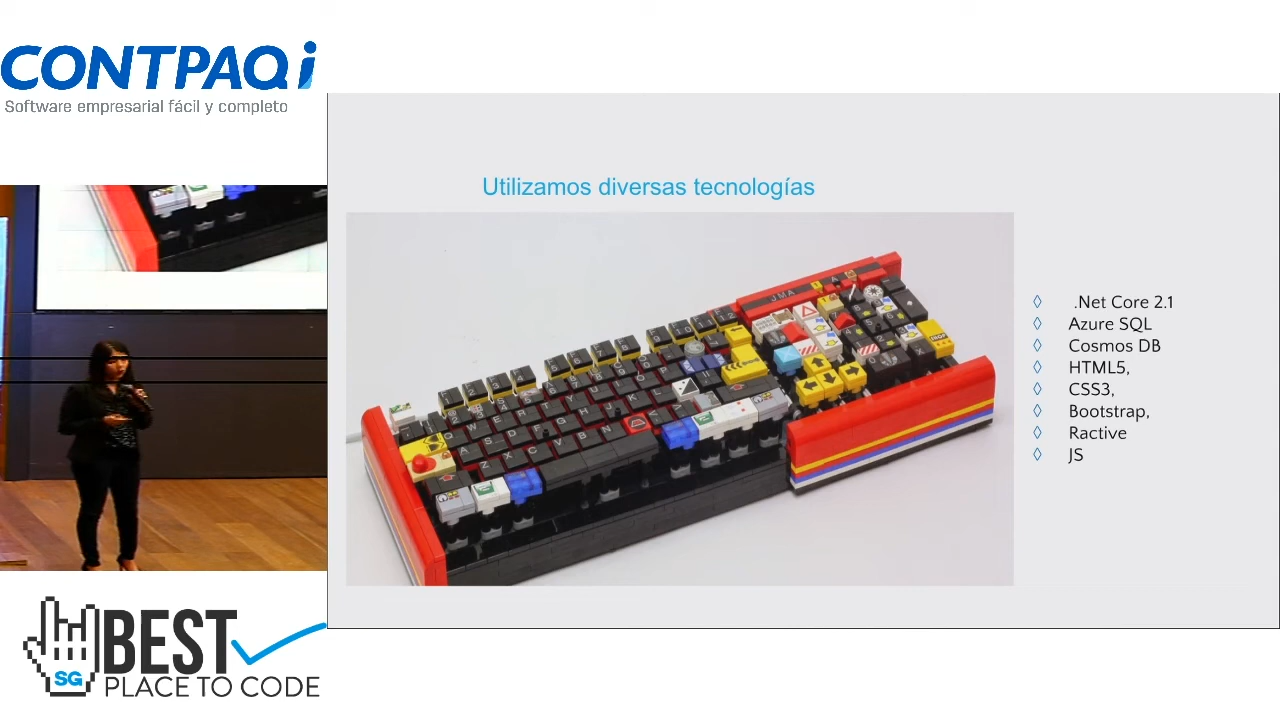 CONTPAQi
Software empresarial fácil y completo
Utilizamos diversas tecnologías
JMA
.Net Core 2.1
Azure SQL
Cosmos DB
HTML5,
CSS3,
Bootstrap,
Ractive
JS
BEST
SG
PLACE TO CODE